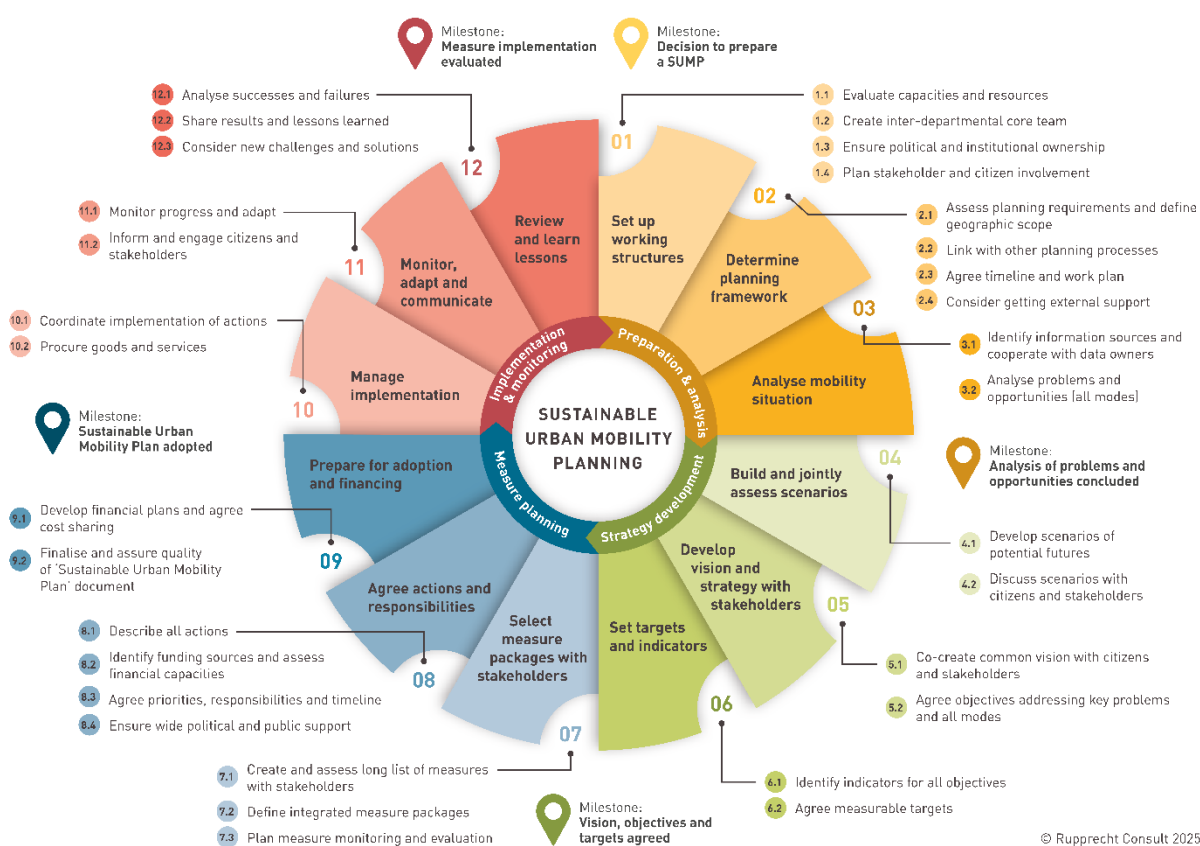 Milestone:
Measure implementation
evaluated
Milestone:
Decision to prepare
a SUMP
1.1 Evaluate capacities and resources
1.2 Create inter-departmental core team
1.3 Ensure political and institutional ownership
1.4 Plan stakeholder and citizen involvement
01
Set up
working
structures
2.1 Assess planning requirements and define
geographic scope
2.2 Link with other planning processes
2.3 Agree timeline and work plan
2.4 Consider getting external support
02
Determine
planning
framework
3.1 Identify information sources and
cooperate with data owners
3.2 Analyse problems and
opportunities (all modes)
03
Analyse mobility
situation
Milestone:
Analysis of problems and
opportunities concluded
04
Build and jointly
assess scenarios
4.1 Develop scenarios of
potential futures
4.2 Discuss scenarios with
citizens and stakeholders
05
Develop
vision and
strategy with
stakeholders
5.1 Co-create common vision with citizens
and stakeholders
5.2 Agree objectives addressing key problems
and all modes
06
Set targets
and indicators
6.1 Identify indicators for all objectives
6.2 Agree measurable targets
Milestone:
Vision, objectives and
targets agreed
07
Select
measure
packages with
stakeholders
7.1 Create and assess long list of measures
with stakeholders
7.2 Define integrated measure packages
7.3 Plan measure monitoring and evaluation
08
Agree actions and
responsibilities
8.1 Describe all actions
8.2 Identify funding sources and assess
financial capacities
8.3 Agree priorities, responsibilities and timeline
8.4 Ensure wide political and public support
09
Prepare for adoption
and financing
9.1 Develop financial plans and agree
cost sharing
9.2 Finalise and assure quality
of ‘Sustainable Urban Mobility
Plan’ document
Milestone:
Sustainable Urban
Mobility Plan adopted
10
Manage
implementation
10.1 Coordinate implementation of actions
10.2 Procure goods and services
11
Monitor,
adapt and
communicate
11.1 Monitor progress and adapt
11.2 Inform and engage citizens and
stakeholders
12
Review
and learn
lessons
12.1 Analyse successes and failures
12.2 Share results and lessons learned
12.3 Consider new challenges and solutions
Preparation & analysis
Strategy development
Measure planning
Implementation
& monitoring
SUSTAINABLE
URBAN MOBILITY
PLANNING
© Rupprecht Consult 2025